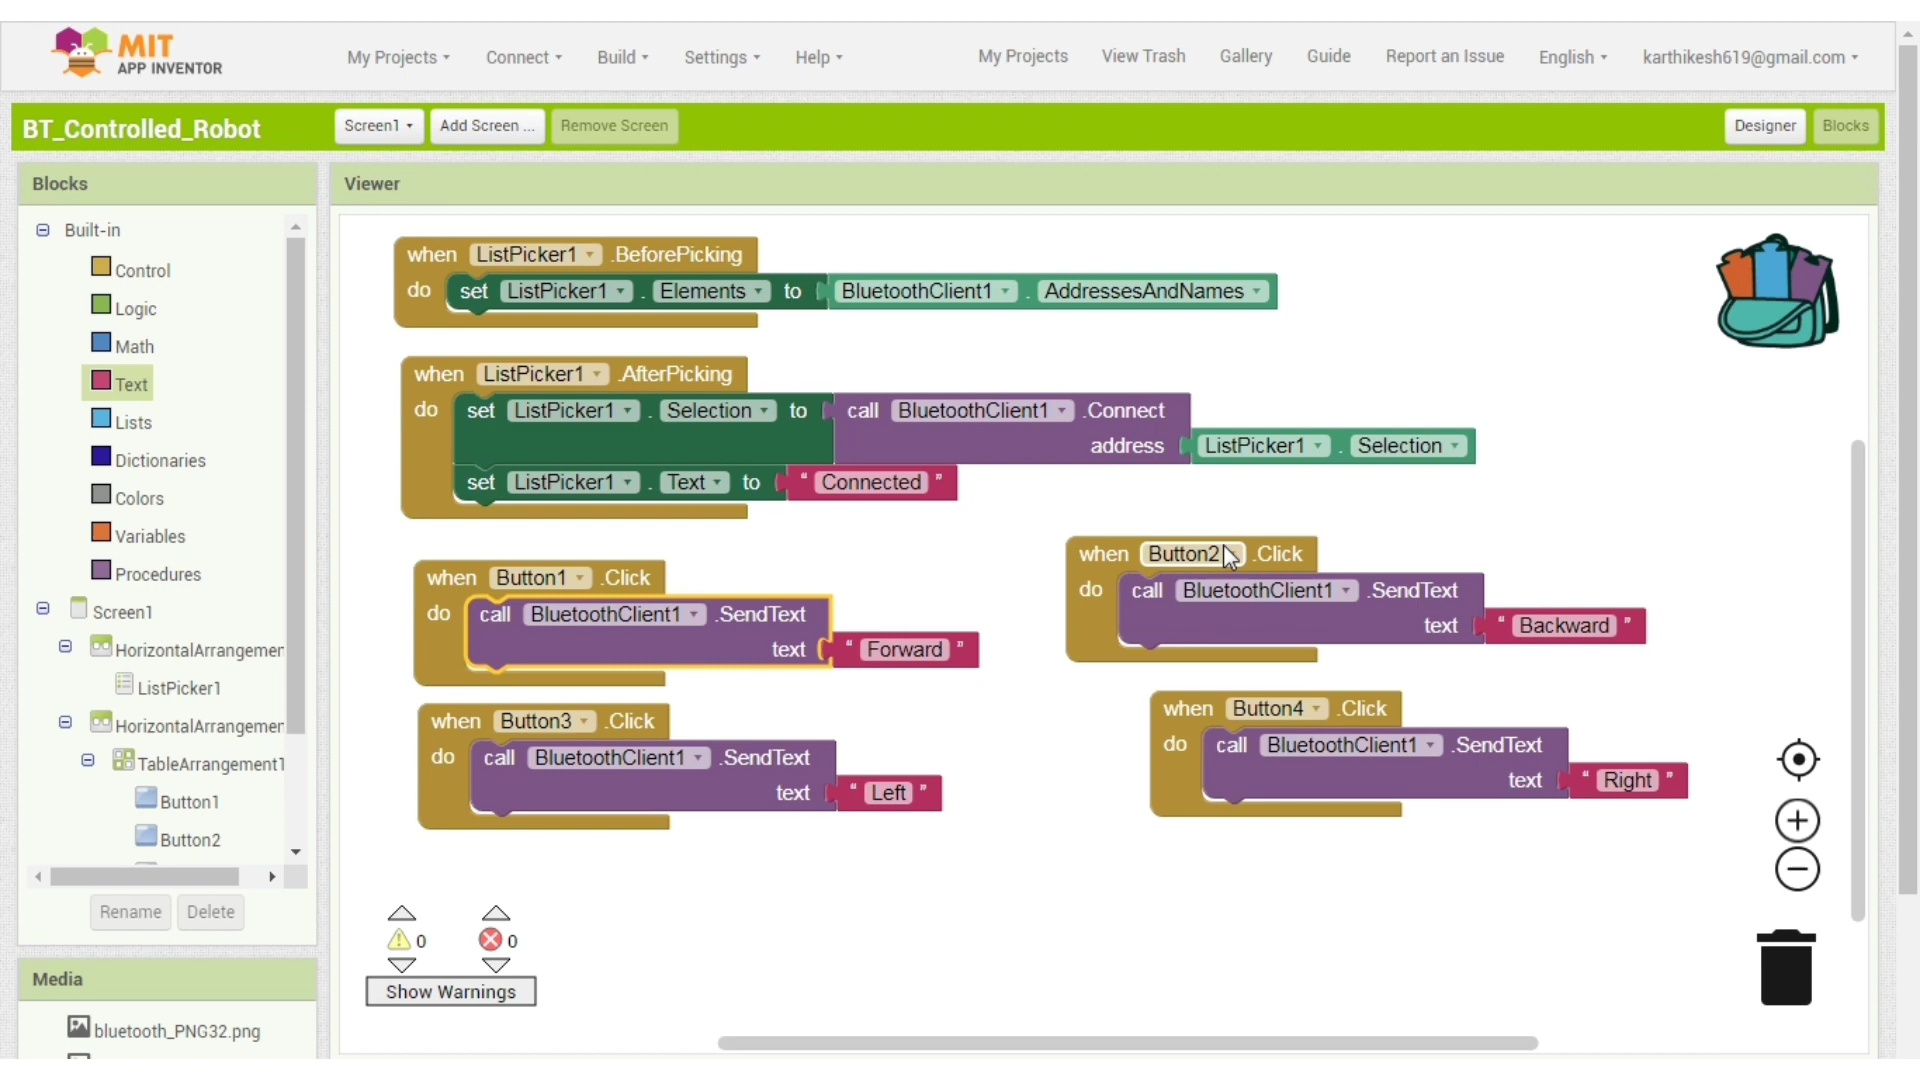 MIT
APP INVENTOR
My Projects Connect Build Settings Help My Projects View Trash Gallery Guide Report an Issue English karthikesh619@gmail.com
BT_Controlled_Robot Screen1 Add Screen ... Remove Screen Designer Blocks
Blocks
Built-in
Control
Logic
Math
Text
Lists
Dictionaries
Colors
Variables
Procedures
Screen1
HorizontalArrangemer
ListPicker1
HorizontalArrangemer
TableArrangement1
Button1
Button2
Rename Delete
Media
bluetooth_PNG32.png
Viewer
when ListPicker1 .BeforePicking
do set ListPicker1 . Elements to BluetoothClient1 . AddressesAndNames
when ListPicker1 .AfterPicking
do set ListPicker1 . Selection to call BluetoothClient1 .Connect
address ListPicker1 . Selection
set ListPicker1 . Text to “ Connected ”
when Button1 .Click
do call BluetoothClient1 .SendText
text “ Forward ”
when Button2 .Click
do call BluetoothClient1 .SendText
text “ Backward ”
when Button3 .Click
do call BluetoothClient1 .SendText
text “ Left ”
when Button4 .Click
do call BluetoothClient1 .SendText
text “ Right ”
0 0
Show Warnings